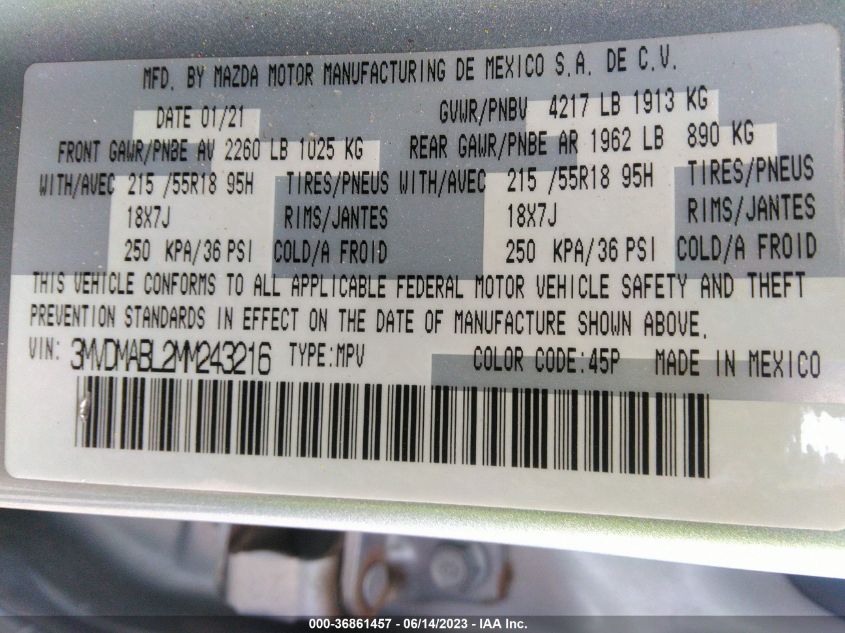 MFD. BY MAZDA MOTOR MANUFACTURING DE MEXICO S.A. DE C.V.
DATE 01/21 GVWR/PNBV 4217 LB 1913 KG
FRONT GAWR/PNBE AV 2260 LB 1025 KG REAR GAWR/PNBE AR 1962 LB 890 KG
WITH/AVEC 215 /55R18 95H TIRES/PNEUS WITH/AVEC 215 /55R18 95H TIRES/PNEUS
18X7J RIMS/JANTES 18X7J RIMS/JANTES
250 KPA/36 PSI COLD/A FROID 250 KPA/36 PSI COLD/A FROID
THIS VEHICLE CONFORMS TO ALL APPLICABLE FEDERAL MOTOR VEHICLE SAFETY AND THEFT
PREVENTION STANDARDS IN EFFECT ON THE DATE OF MANUFACTURE SHOWN ABOVE.
VIN: 3MVDMABL2MM243216 TYPE:MPV COLOR CODE:45P MADE IN MEXICO
000-36861457 - 06/14/2023 - IAA Inc.